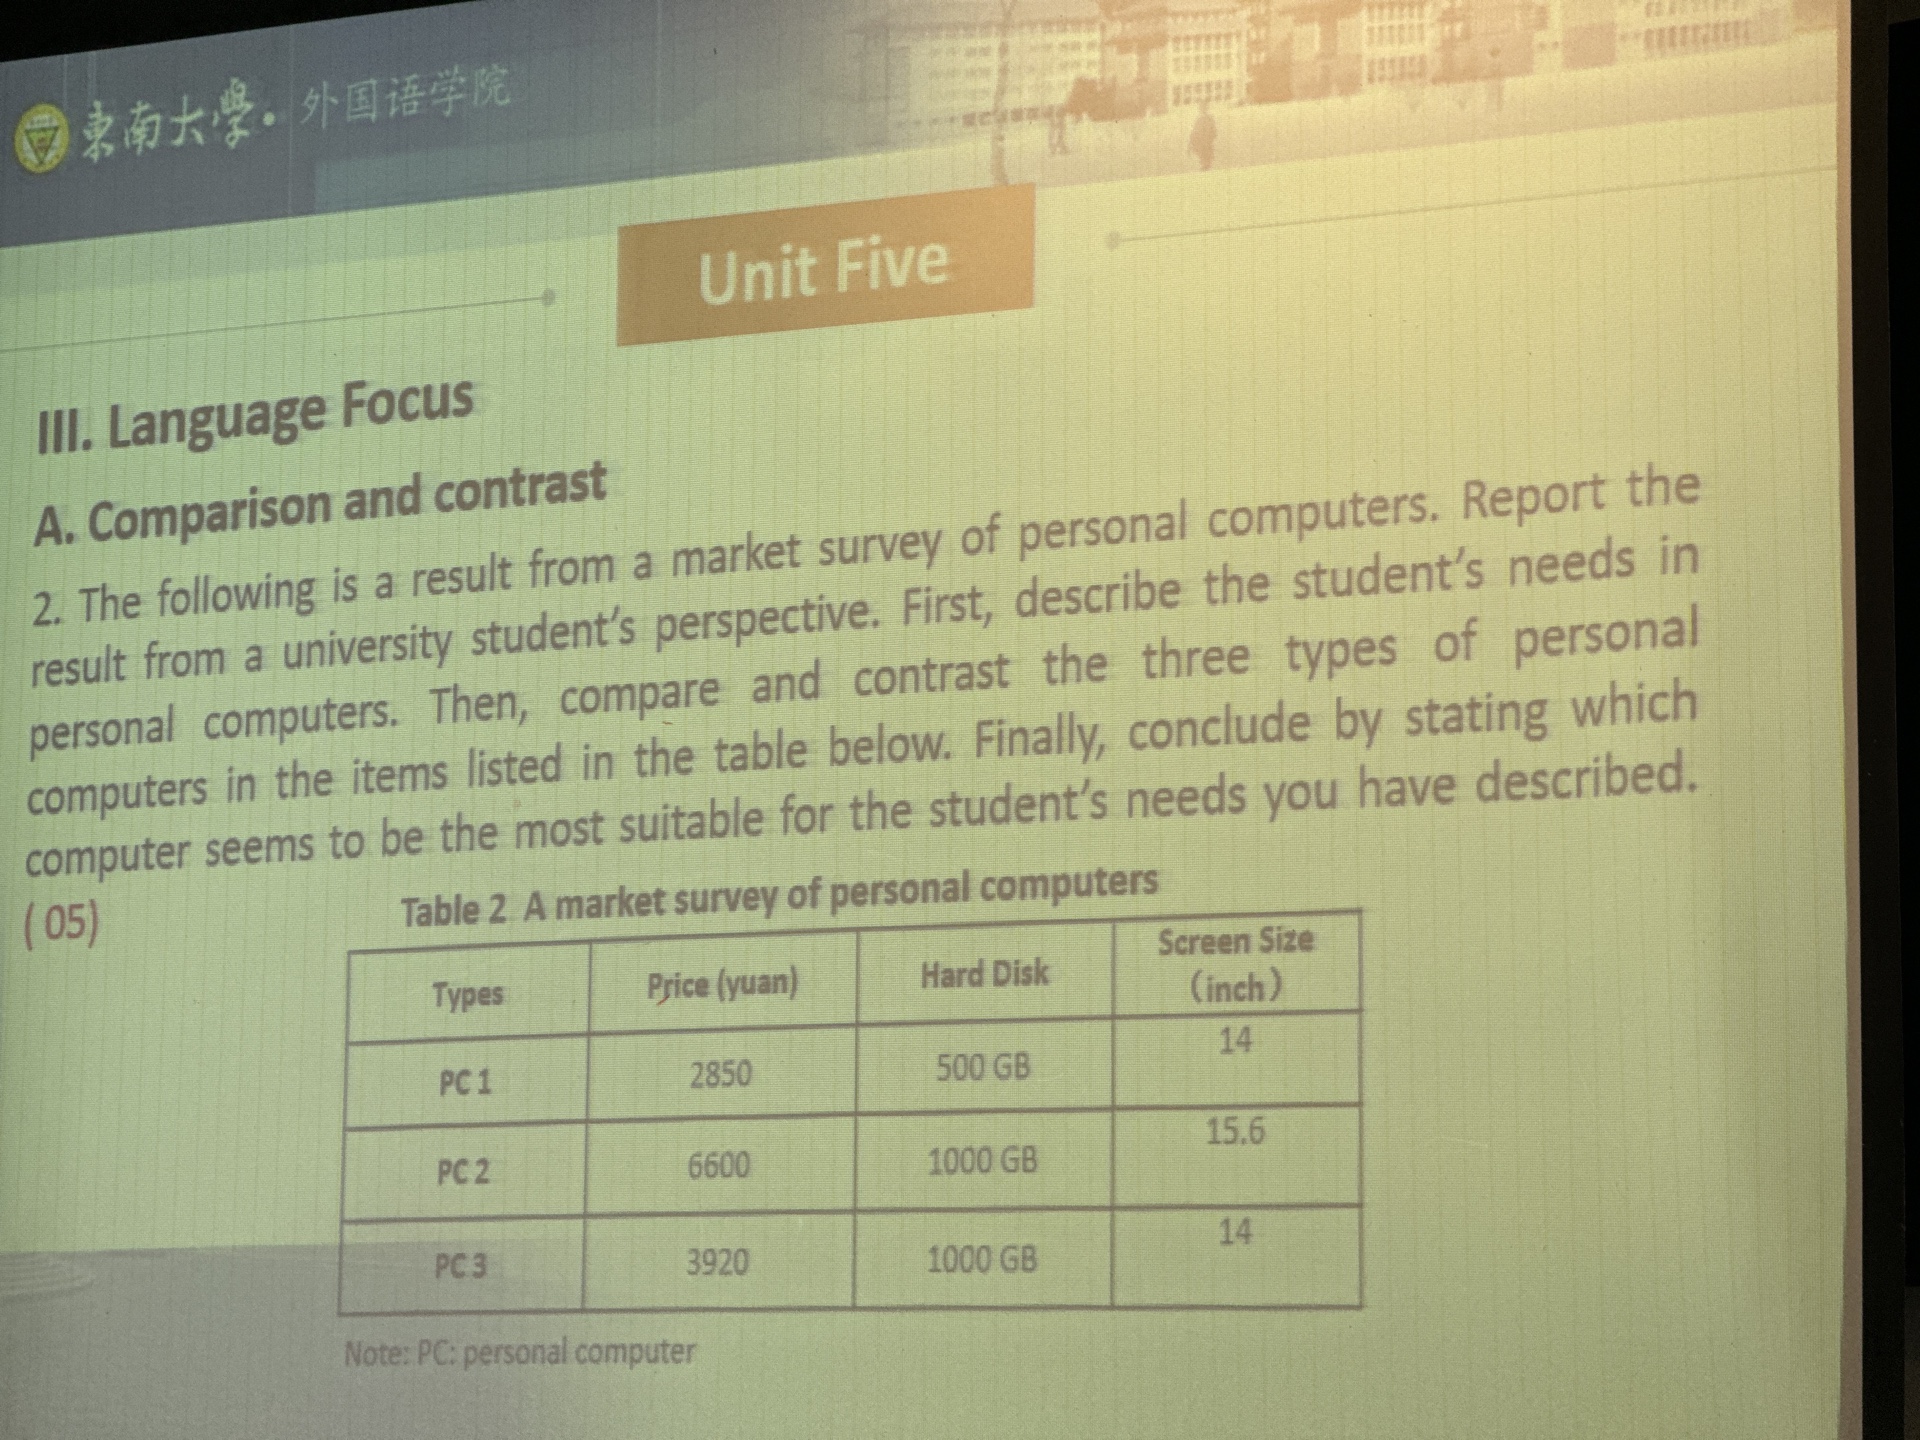 東南大學·外国语学院
Unit Five
III. Language Focus
A. Comparison and contrast
2. The following is a result from a market survey of personal computers. Report the
result from a university student's perspective. First, describe the student's needs in
personal computers. Then, compare and contrast the three types of personal
computers in the items listed in the table below. Finally, conclude by stating which
computer seems to be the most suitable for the student's needs you have described.
( 05)
Table 2 A market survey of personal computers
Types Price (yuan) Hard Disk Screen Size
(inch)
PC 1 2850 500 GB 14
PC 2 6600 1000 GB 15.6
PC 3 3920 1000 GB 14
Note: PC: personal computer